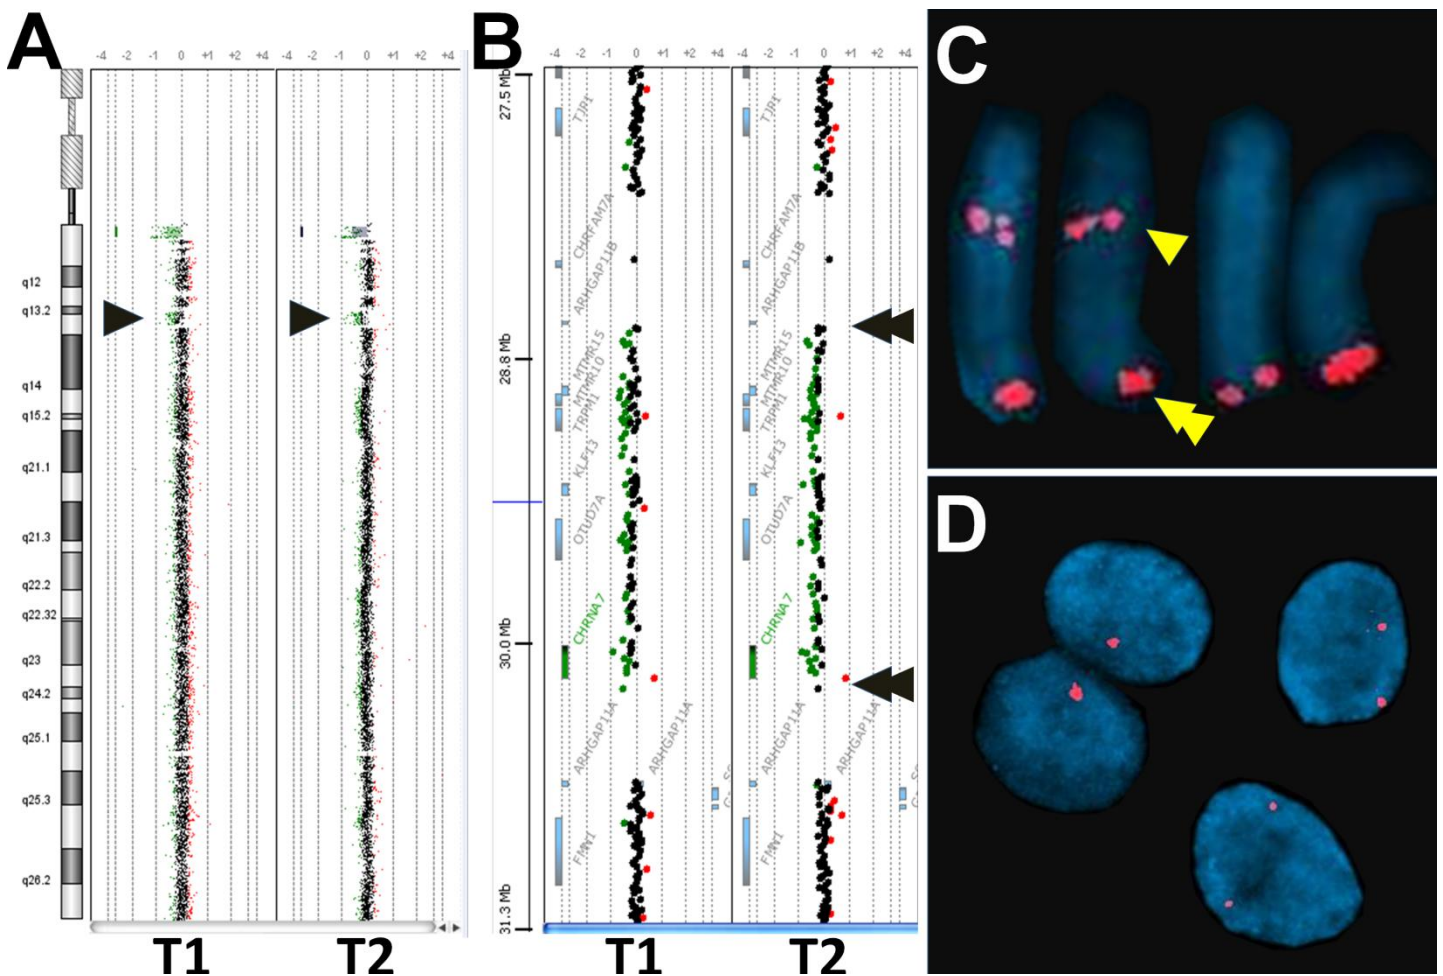 A
-4 -2 -1 0 +1 +2 +4
-4 -2 -1 0 +1 +2 +4
q12
q13.2
q14
q15.2
q21.1
q21.3
q22.2
q22.32
q23
q24.2
q25.1
q25.3
q26.2
T1
T2
B
-4 -2 -1 0 +1 +2 +4
-4 -2 -1 0 +1 +2 +4
27.5 Mb
28.8 Mb
30.0 Mb
31.3 Mb
TJP1
CHRFAM7A
ARHGAP11B
MTMR15
MTMR10
TRPM1
KLF13
OTUD7A
CHRNA7
ARHGAP11A
ARHGAP11A
FMN1
TJP1
CHRFAM7A
ARHGAP11B
MTMR15
MTMR10
TRPM1
KLF13
OTUD7A
CHRNA7
ARHGAP11A
ARHGAP11A
FMN1
T1
T2
C
D